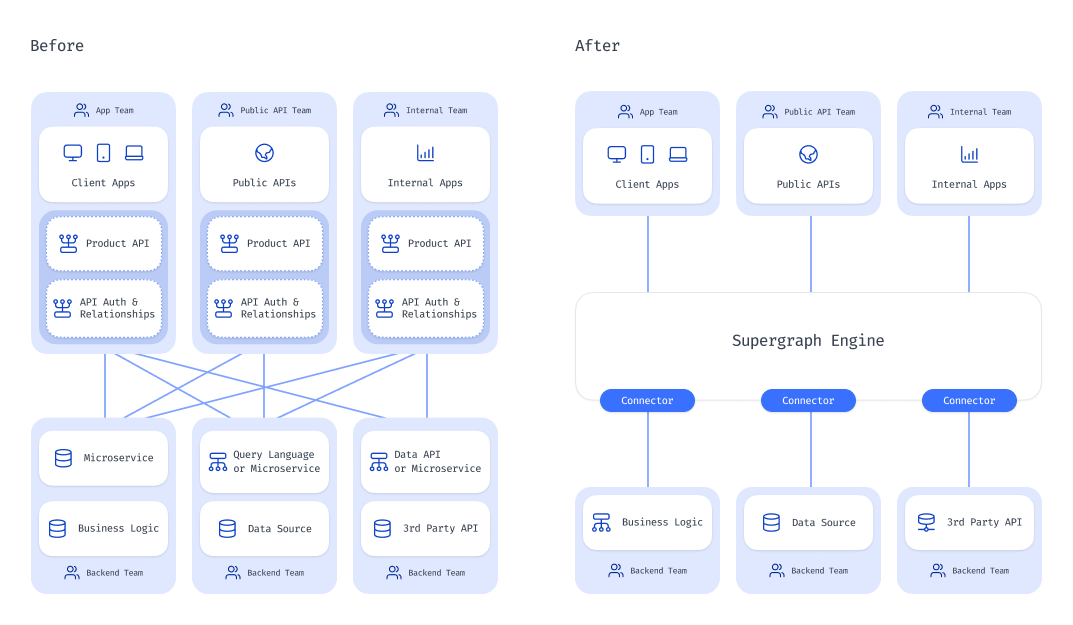 Before
App Team
Client Apps
Product API
API Auth &
Relationships
Public API Team
Public APIs
Product API
API Auth &
Relationships
Internal Team
Internal Apps
Product API
API Auth &
Relationships
Microservice
Business Logic
Backend Team
Query Language
or Microservice
Data Source
Backend Team
Data API
or Microservice
3rd Party API
Backend Team
After
App Team
Client Apps
Public API Team
Public APIs
Internal Team
Internal Apps
Supergraph Engine
Connector
Connector
Connector
Business Logic
Backend Team
Data Source
Backend Team
3rd Party API
Backend Team